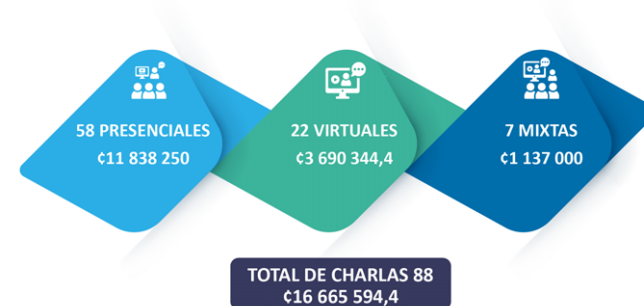 58 PRESENCIALES
¢11 838 250
22 VIRTUALES
¢3 690 344,4
7 MIXTAS
¢1 137 000
TOTAL DE CHARLAS 88
¢16 665 594,4